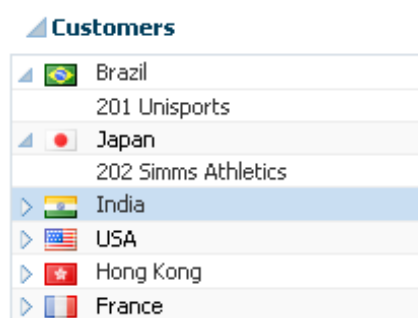 Customers
Brazil
201 Unisports
Japan
202 Simms Athletics
India
USA
Hong Kong
France